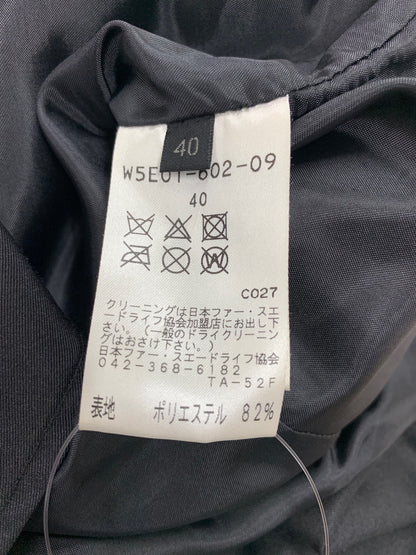 40
W5E01-602-09
40
C027
クリーニングは日本ファー・スエ
ードライフ協会加盟店にお出し下
さい。（一般のドライクリーニン
グはおさけ下さい。）
日本ファー・スエードライフ協会
042-368-6182
TA-52F
表地 ポリエステル 82%